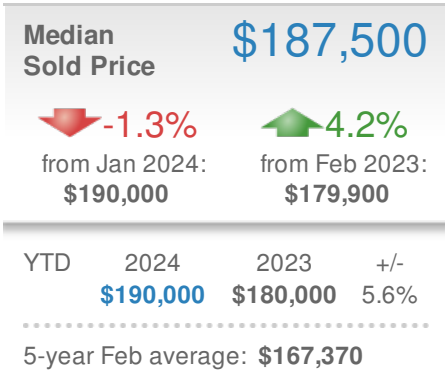 Median $187,500
Sold Price
-1.3% 4.2%
from Jan 2024: from Feb 2023:
$190,000 $179,900
YTD 2024 2023 +/-
$190,000 $180,000 5.6%
5-year Feb average: $167,370